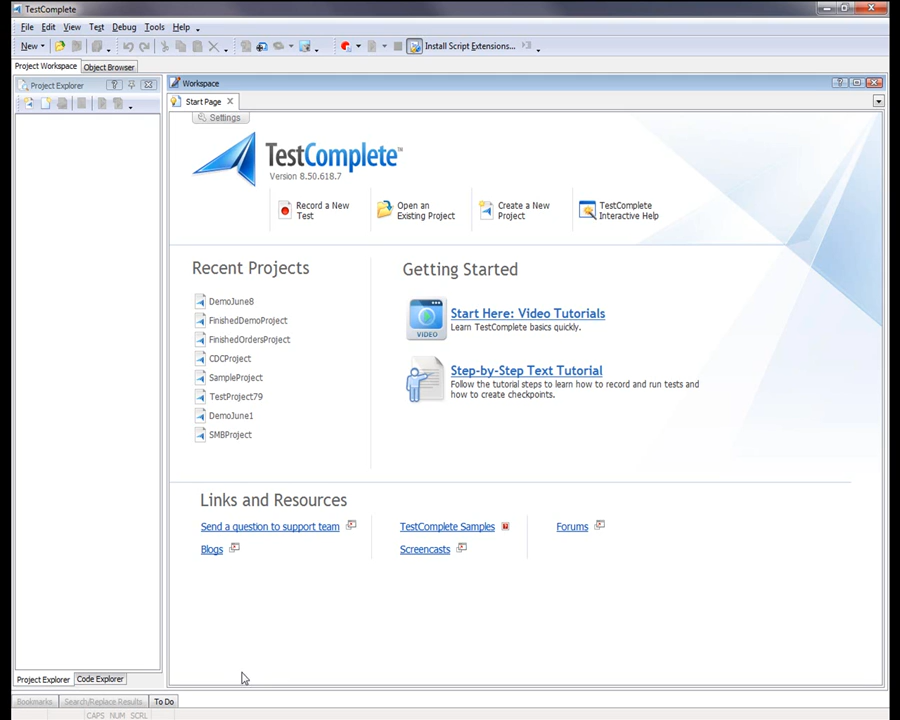 TestComplete
File Edit View Test Debug Tools Help
New Install Script Extensions...
Project Workspace Object Browser
Project Explorer
Workspace
Start Page
Settings
TestComplete™
Version 8.50.618.7
Record a New
Test
Open an
Existing Project
Create a New
Project
TestComplete
Interactive Help
Recent Projects
DemoJune8
FinishedDemoProject
FinishedOrdersProject
CDCProject
SampleProject
TestProject79
DemoJune1
SMBProject
Getting Started
VIDEO
Start Here: Video Tutorials
Learn TestComplete basics quickly.
Step-by-Step Text Tutorial
Follow the tutorial steps to learn how to record and run tests and
how to create checkpoints.
Links and Resources
Send a question to support team
TestComplete Samples
Forums
Blogs
Screencasts
Project Explorer Code Explorer
Bookmarks Search/Replace Results To Do
CAPS NUM SCRL